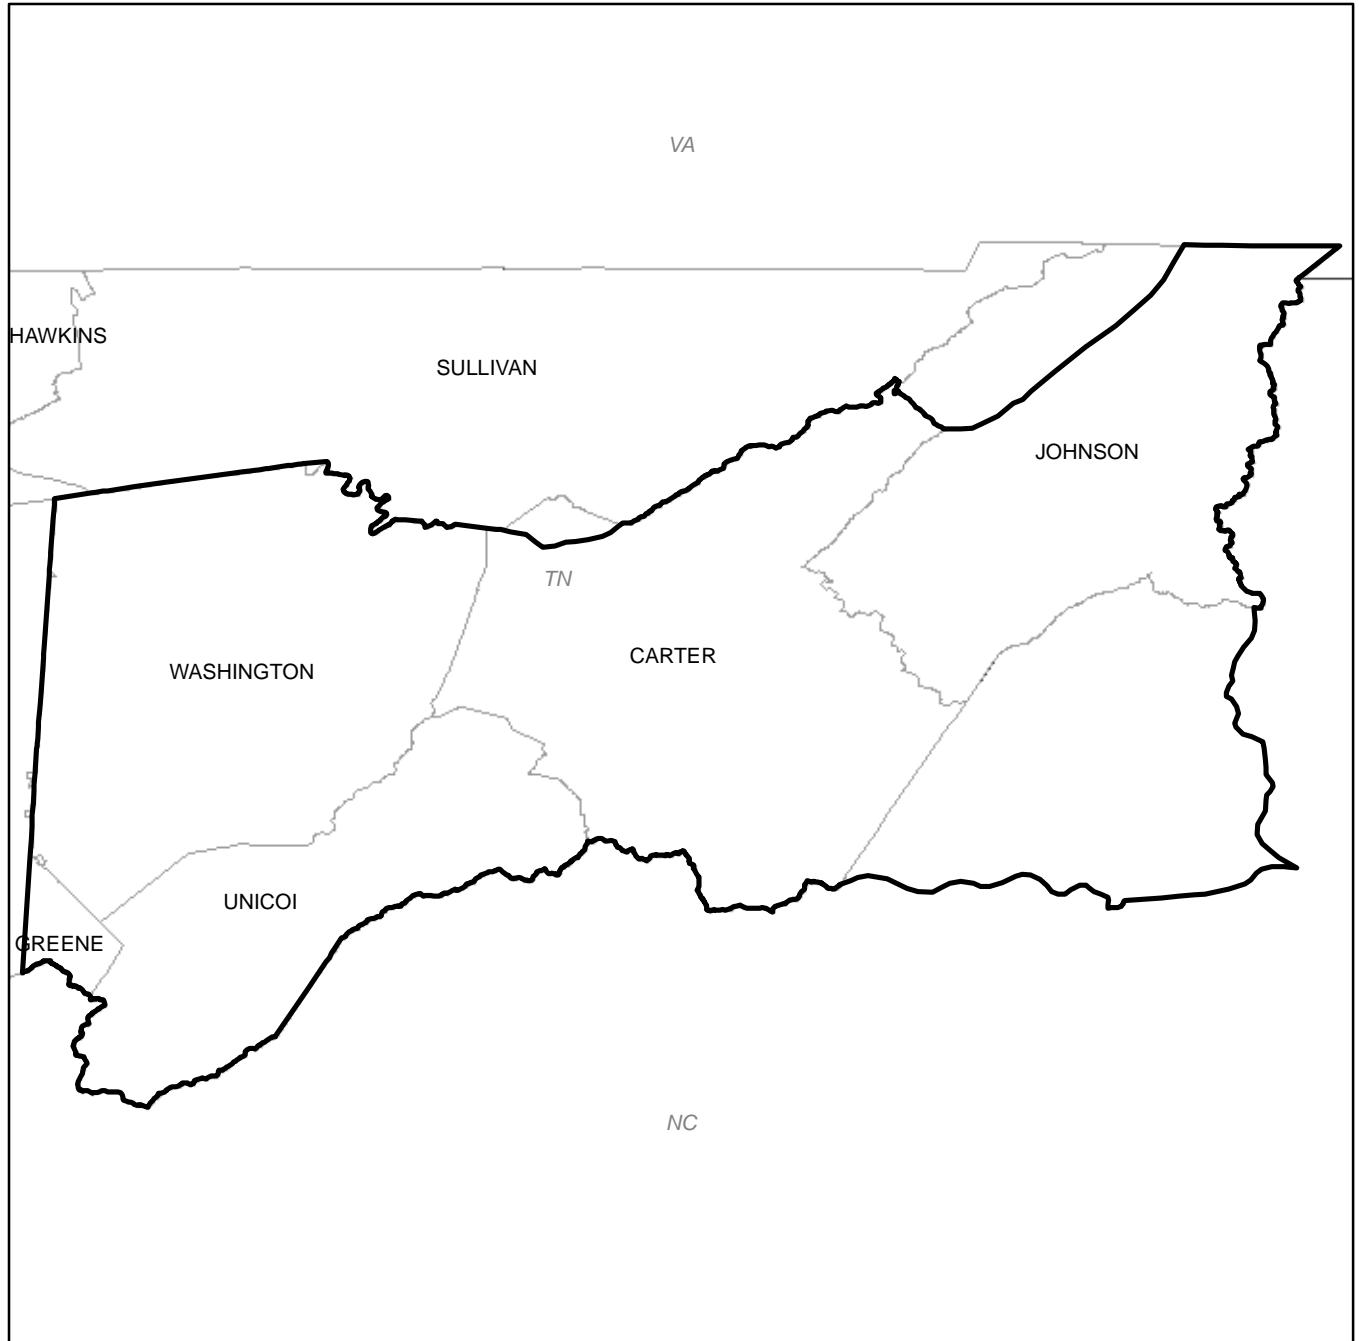 VA
HAWKINS
SULLIVAN
JOHNSON
TN
CARTER
WASHINGTON
UNICOI
GREENE
NC